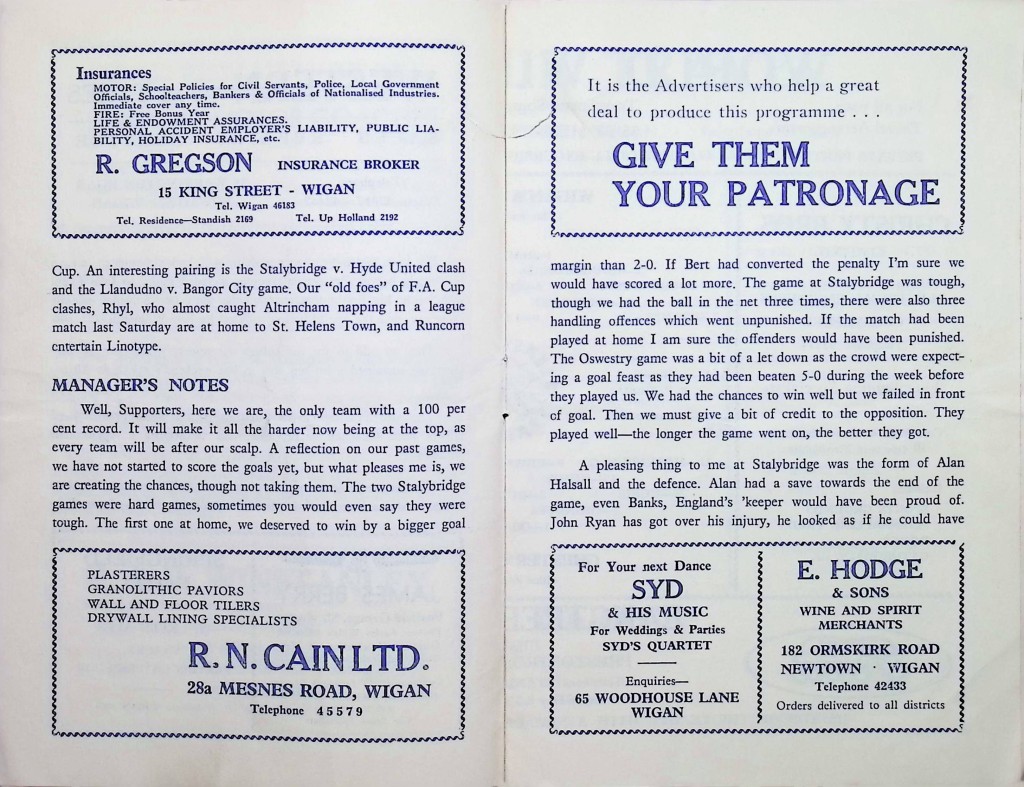 Insurances
MOTOR: Special Policies for Civil Servants, Police, Local Government
Officials, Schoolteachers, Bankers & Officials of Nationalised Industries.
Immediate cover any time.
FIRE: Free Bonus Year
LIFE & ENDOWMENT ASSURANCES.
PERSONAL ACCIDENT EMPLOYER'S LIABILITY, PUBLIC LIA-
BILITY, HOLIDAY INSURANCE, etc.
R. GREGSON INSURANCE BROKER
15 KING STREET - WIGAN
Tel. Wigan 46183
Tel. Residence—Standish 2169 Tel. Up Holland 2192
Cup. An interesting pairing is the Stalybridge v. Hyde United clash
and the Llandudno v. Bangor City game. Our "old foes" of F.A. Cup
clashes, Rhyl, who almost caught Altrincham napping in a league
match last Saturday are at home to St. Helens Town, and Runcorn
cntertain Linotype.
MANAGER'S NOTES
Well, Supporters, here we are, the only team with a 100 per
cent record. It will make it all the harder now being at the top, as
every team will be after our scalp. A reflection on our past games,
we have not started to score the goals yet, but what pleases me is, we
are creating the chances, though not taking them. The two Stalybridge
games were hard games, sometimes you would even say they were
tough. The first one at home, we deserved to win by a bigger goal
PLASTERERS
GRANOLITHIC PAVIORS
WALL AND FLOOR TILERS
DRYWALL LINING SPECIALISTS
R. N. CAIN LTD.
28a MESNES ROAD, WIGAN
Telephone 45579
It is the Advertisers who help a great
deal to produce this programme . . .
GIVE THEM
YOUR PATRONAGE
margin than 2-0. If Bert had converted the penalty I'm sure we
would have scored a lot more. The game at Stalybridge was tough,
though we had the ball in the net three times, there were also three
handling offences which went unpunished. If the match had been
played at home I am sure the offenders would have been punished.
The Oswestry game was a bit of a let down as the crowd were expect-
ing a goal feast as they had been beaten 5-0 during the week before
they played us. We had the chances to win well but we failed in front
of goal. Then we must give a bit of credit to the opposition. They
played well—the longer the game went on, the better they got.
A pleasing thing to me at Stalybridge was the form of Alan
Halsall and the defence. Alan had a save towards the end of the
game, even Banks, England's 'keeper would have been proud of.
John Ryan has got over his injury, he looked as if he could have
For Your next Dance
SYD
& HIS MUSIC
For Weddings & Parties
SYD'S QUARTET
Enquiries—
65 WOODHOUSE LANE
WIGAN
E. HODGE
& SONS
WINE AND SPIRIT
MERCHANTS
182 ORMSKIRK ROAD
NEWTOWN · WIGAN
Telephone 42433
Orders delivered to all districts